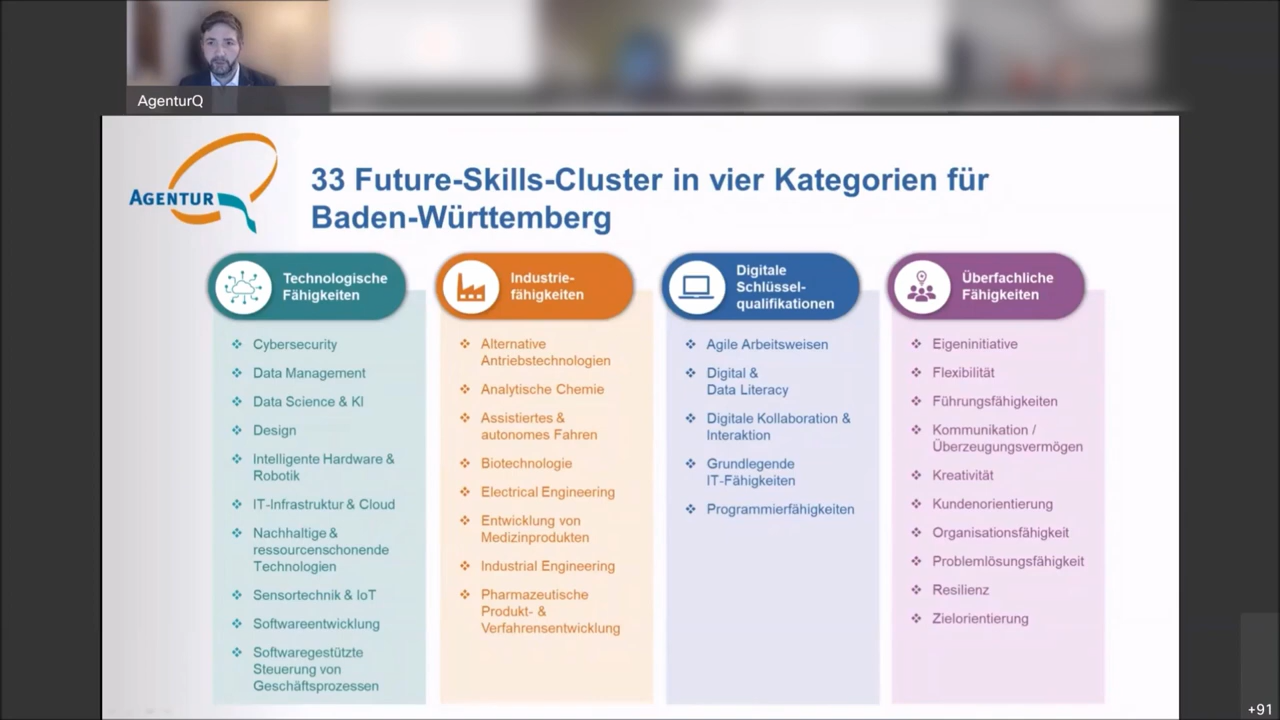 AgenturQ
AGENTUR
33 Future-Skills-Cluster in vier Kategorien für
Baden-Württemberg
Technologische
Fähigkeiten
Cybersecurity
Data Management
Data Science & KI
Design
Intelligente Hardware &
Robotik
IT-Infrastruktur & Cloud
Nachhaltige &
ressourcenschonende
Technologien
Sensortechnik & IoT
Softwareentwicklung
Softwaregestützte
Steuerung von
Geschäftsprozessen
Industrie-
fähigkeiten
Alternative
Antriebstechnologien
Analytische Chemie
Assistiertes &
autonomes Fahren
Biotechnologie
Electrical Engineering
Entwicklung von
Medizinprodukten
Industrial Engineering
Pharmazeutische
Produkt- &
Verfahrensentwicklung
Digitale
Schlüssel-
qualifikationen
Agile Arbeitsweisen
Digital &
Data Literacy
Digitale Kollaboration &
Interaktion
Grundlegende
IT-Fähigkeiten
Programmierfähigkeiten
Überfachliche
Fähigkeiten
Eigeninitiative
Flexibilität
Führungsfähigkeiten
Kommunikation /
Überzeugungsvermögen
Kreativität
Kundenorientierung
Organisationsfähigkeit
Problemlösungsfähigkeit
Resilienz
Zielorientierung
+91